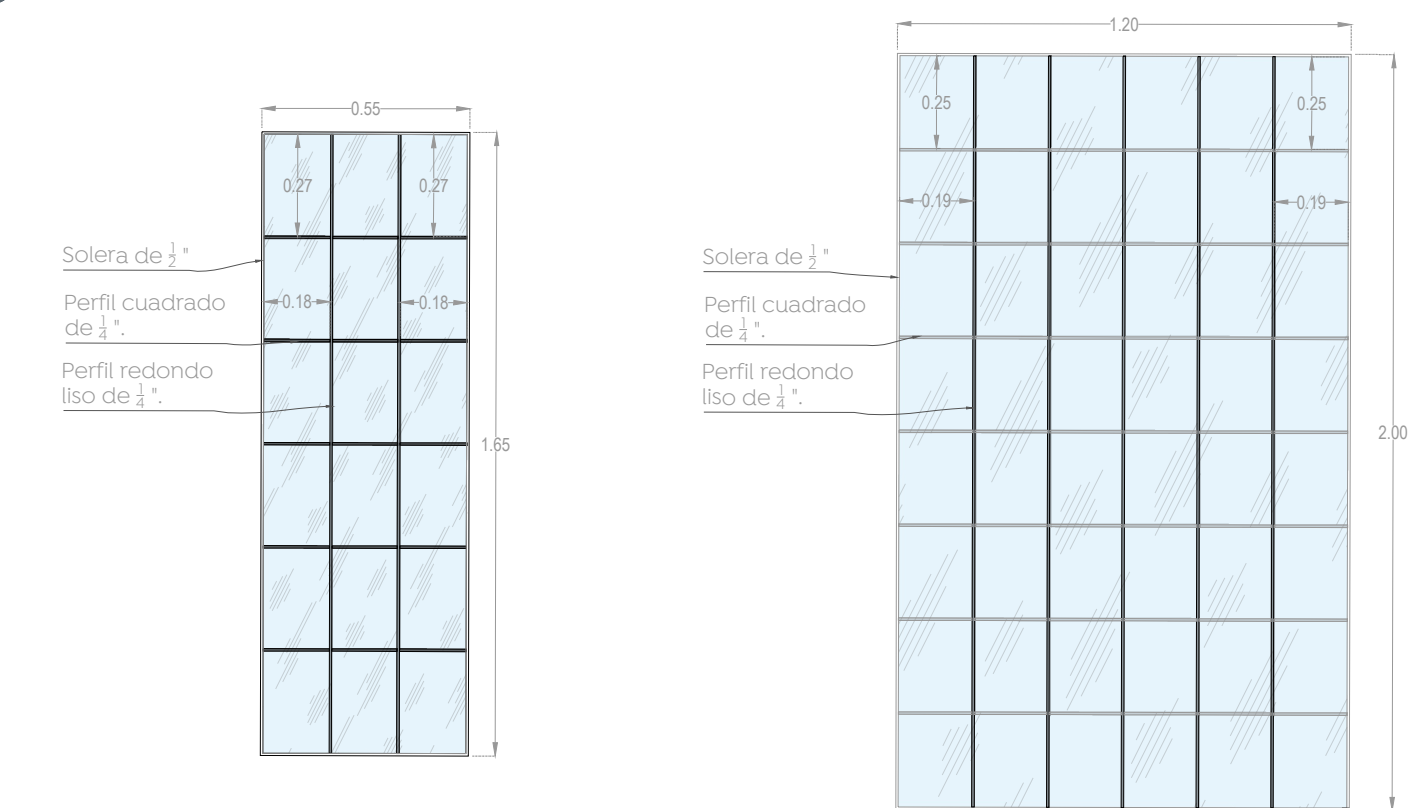 0.55
0.27
0.27
Solera de 1/2 "
Perfil cuadrado
de 1/4 ".
0.18
0.18
Perfil redondo
liso de 1/4 ".
1.65
1.20
0.25
0.25
0.19
0.19
Solera de 1/2 "
Perfil cuadrado
de 1/4 ".
Perfil redondo
liso de 1/4 ".
2.00